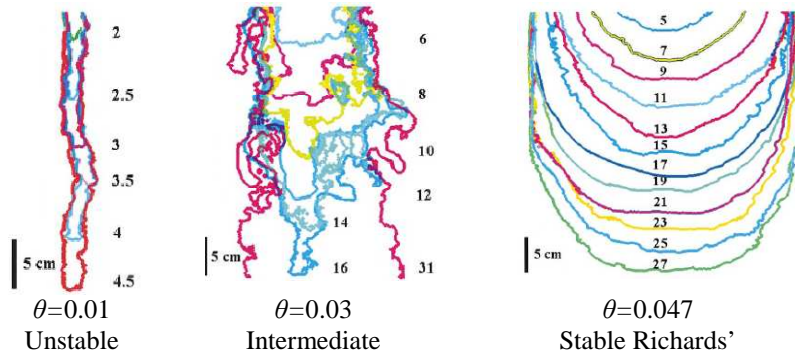 2
2.5
3
3.5
4
4.5
5 cm
θ=0.01
Unstable
6
8
10
12
14
16
31
5 cm
θ=0.03
Intermediate
5
7
9
11
13
15
17
19
21
23
25
27
5 cm
θ=0.047
Stable Richards’